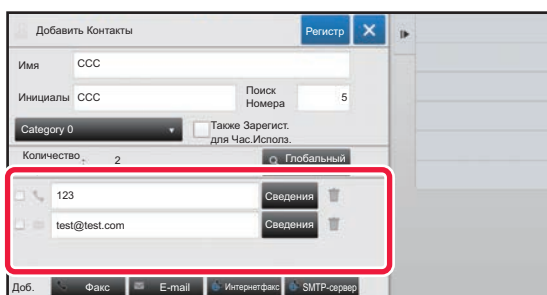 Добавить Контакты Регистр
Имя CCC
Инициалы CCC Поиск Номера 5
Category 0 Также Зарегист. для Час.Исполз.
Количество 2 Глобальный
123 Сведения
test@test.com Сведения
Доб. Факс E-mail Интернетфакс SMTP-сервер